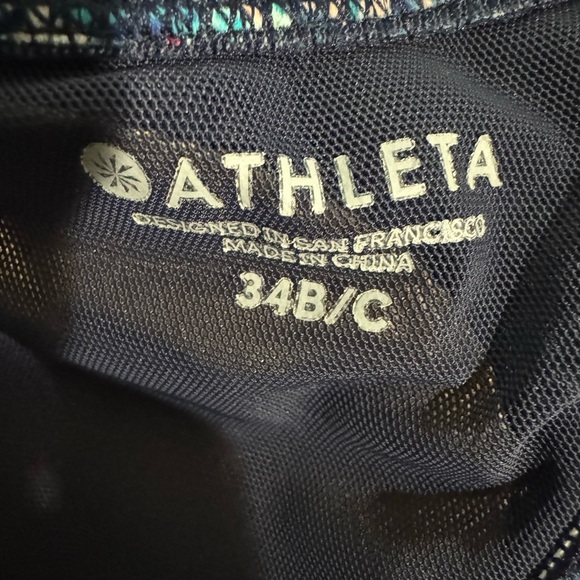 ATHLETA
DESIGNED IN SAN FRANCISCO
MADE IN CHINA
34B/C